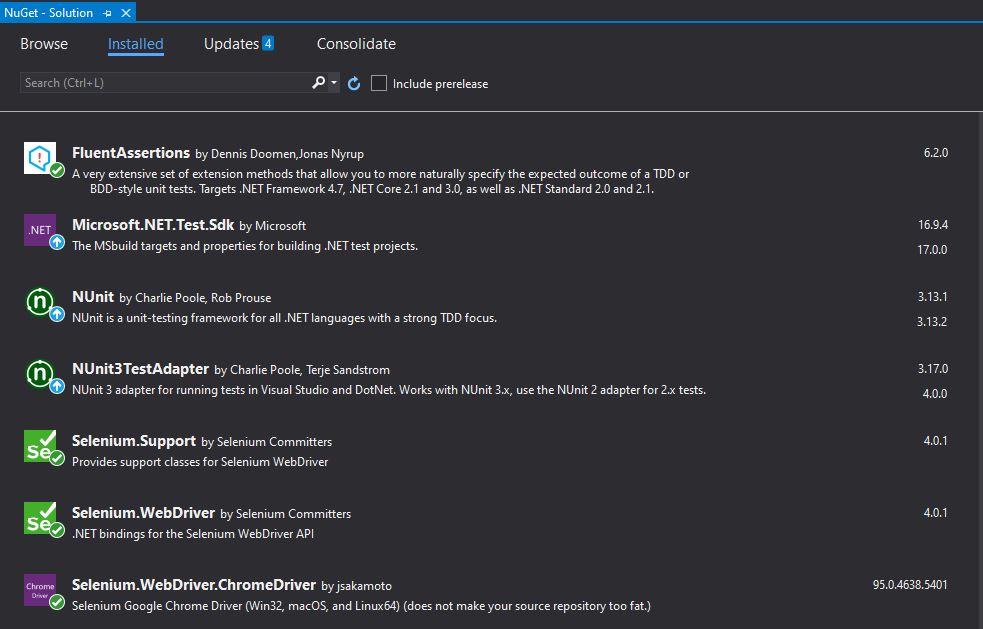 NuGet - Solution
Browse Installed Updates 4 Consolidate
Search (Ctrl+L) Include prerelease
FluentAssertions by Dennis Doomen,Jonas Nyrup 6.2.0
A very extensive set of extension methods that allow you to more naturally specify the expected outcome of a TDD or
BDD-style unit tests. Targets .NET Framework 4.7, .NET Core 2.1 and 3.0, as well as .NET Standard 2.0 and 2.1.
.NET Microsoft.NET.Test.Sdk by Microsoft 16.9.4
The MSbuild targets and properties for building .NET test projects. 17.0.0
n NUnit by Charlie Poole, Rob Prouse 3.13.1
NUnit is a unit-testing framework for all .NET languages with a strong TDD focus. 3.13.2
n NUnit3TestAdapter by Charlie Poole, Terje Sandstrom 3.17.0
NUnit 3 adapter for running tests in Visual Studio and DotNet. Works with NUnit 3.x, use the NUnit 2 adapter for 2.x tests. 4.0.0
Se Selenium.Support by Selenium Committers 4.0.1
Provides support classes for Selenium WebDriver
Se Selenium.WebDriver by Selenium Committers 4.0.1
.NET bindings for the Selenium WebDriver API
Chrome Selenium.WebDriver.ChromeDriver by jsakamoto 95.0.4638.5401
Driver Selenium Google Chrome Driver (Win32, macOS, and Linux64) (does not make your source repository too fat.)